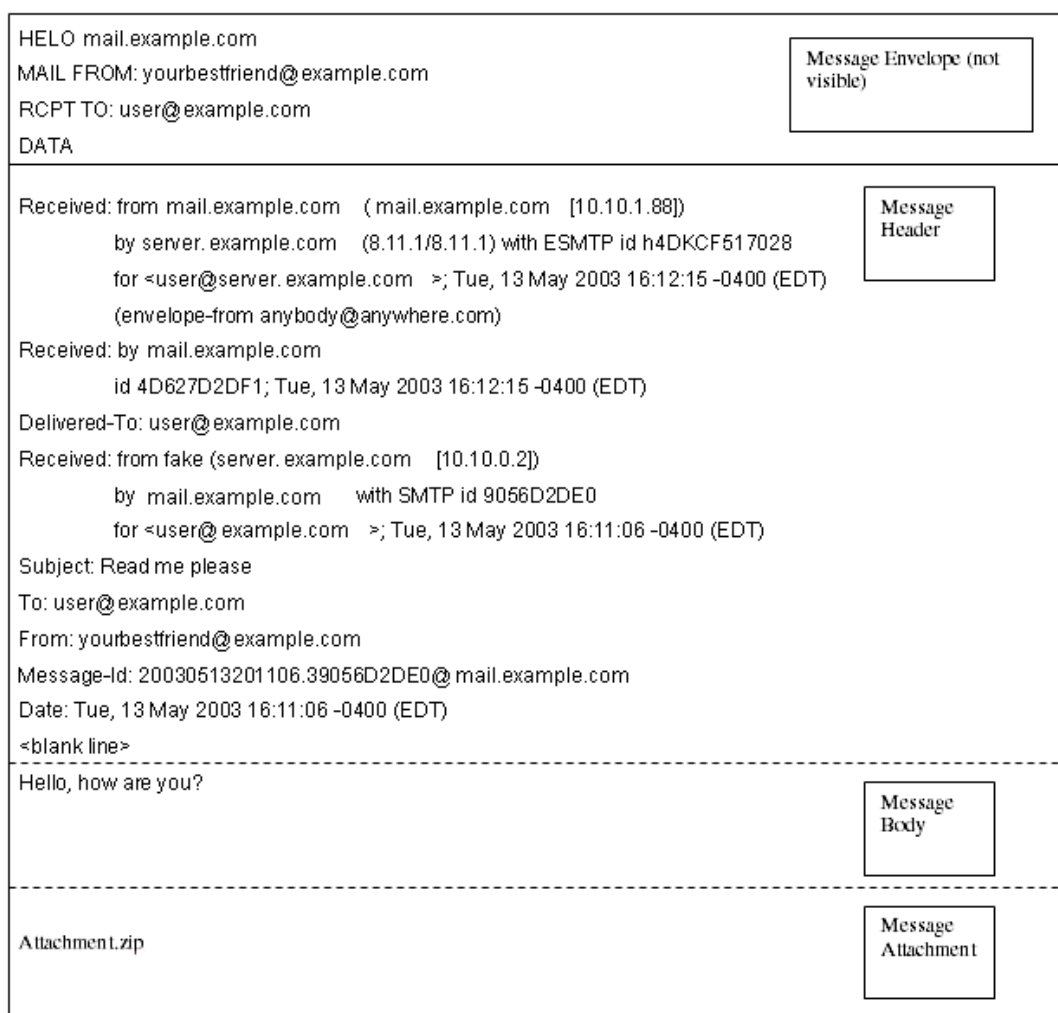 HELO mail.example.com
MAIL FROM: yourbestfriend@example.com
RCPT TO: user@example.com
DATA
Message Envelope (not
visible)
Received: from mail.example.com ( mail.example.com [10.10.1.88])
by server. example.com (8.11.1/8.11.1) with ESMTP id h4DKCF517028
for <user@server. example.com >; Tue, 13 May 2003 16:12:15 -0400 (EDT)
(envelope-from anybody@anywhere.com)
Message
Header
Received: by mail.example.com
id 4D627D2DF1; Tue, 13 May 2003 16:12:15 -0400 (EDT)
Delivered-To: user@example.com
Received: from fake (server. example.com [10.10.0.2])
by mail.example.com with SMTP id 9056D2DE0
for <user@ example.com >; Tue, 13 May 2003 16:11:06 -0400 (EDT)
Subject: Read me please
To: user@example.com
From: yourbestfriend@example.com
Message-Id: 20030513201106.39056D2DE0@ mail.example.com
Date: Tue, 13 May 2003 16:11:06 -0400 (EDT)
<blank line>
Hello, how are you?
Message
Body
Attachment.zip
Message
Attachment